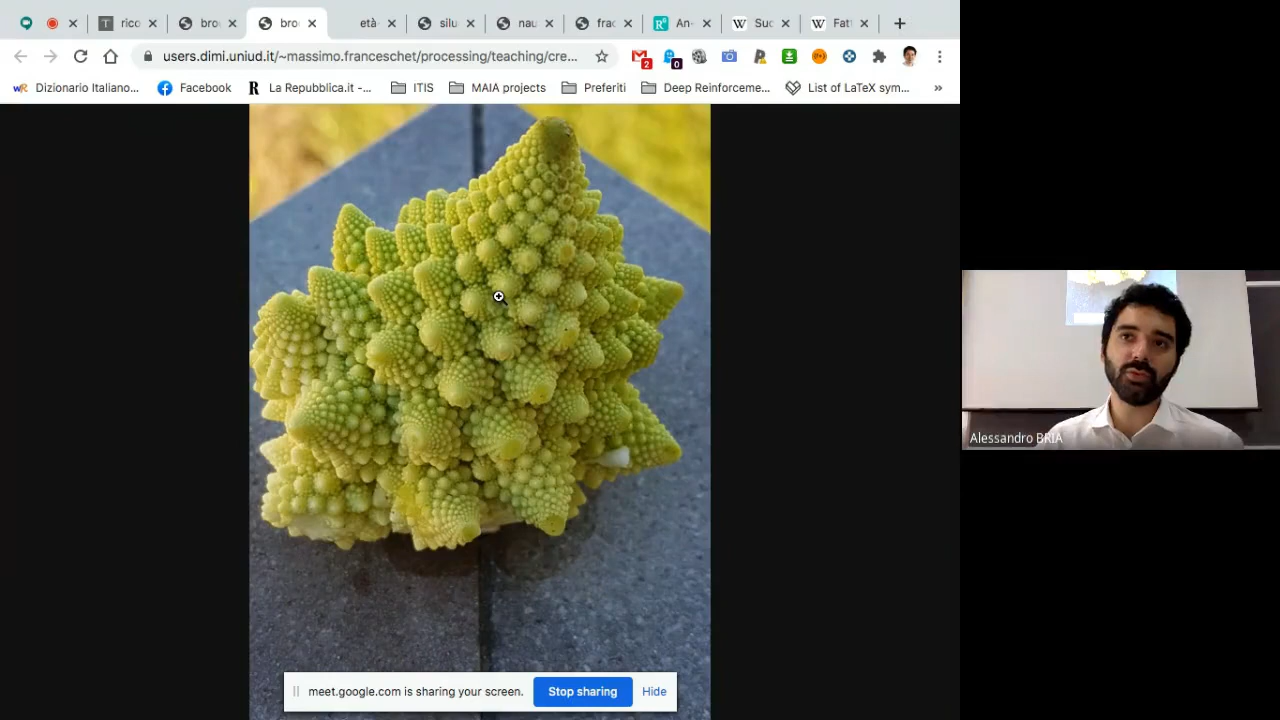 rico
bro
bro
età
silu
nau
frac
An
Suc
Fatt
users.dimi.uniud.it/~massimo.franceschet/processing/teaching/cre...
2
0
Dizionario Italiano...
Facebook
La Repubblica.it -...
ITIS
MAIA projects
Preferiti
Deep Reinforceme...
List of LaTeX sym...
»
Alessandro BRIA
meet.google.com is sharing your screen.
Stop sharing
Hide